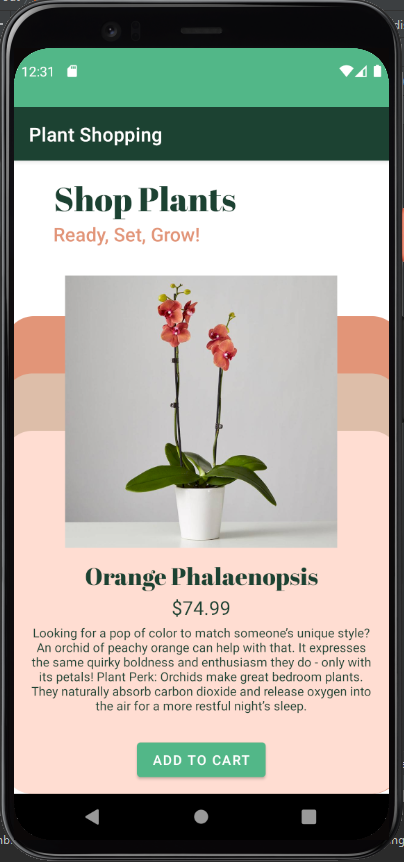 12:31
Plant Shopping
Shop Plants
Ready, Set, Grow!
Orange Phalaenopsis
$74.99
Looking for a pop of color to match someone’s unique style?
An orchid of peachy orange can help with that. It expresses
the same quirky boldness and enthusiasm they do - only with
its petals! Plant Perk: Orchids make great bedroom plants.
They naturally absorb carbon dioxide and release oxygen into
the air for a more restful night’s sleep.
ADD TO CART